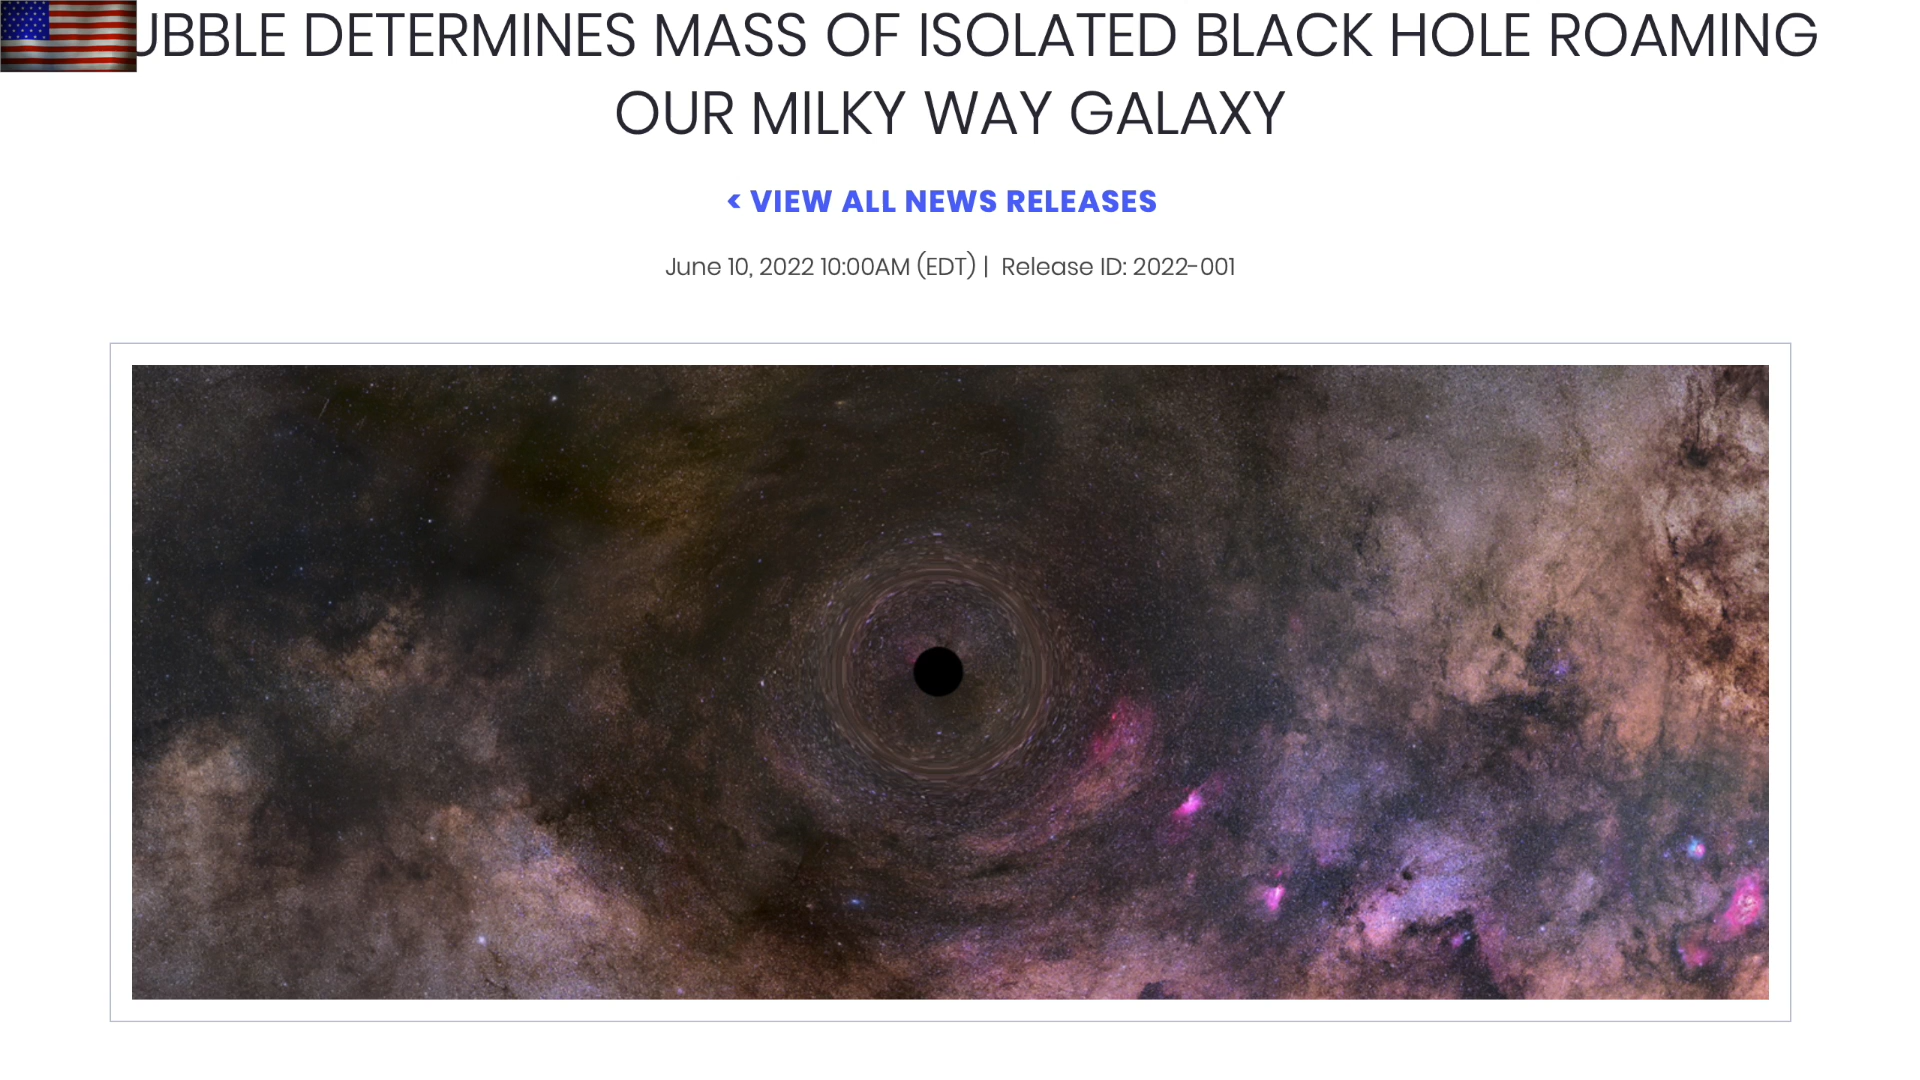 UBBLE DETERMINES MASS OF ISOLATED BLACK HOLE ROAMING
OUR MILKY WAY GALAXY
< VIEW ALL NEWS RELEASES
June 10, 2022 10:00AM (EDT) | Release ID: 2022-001